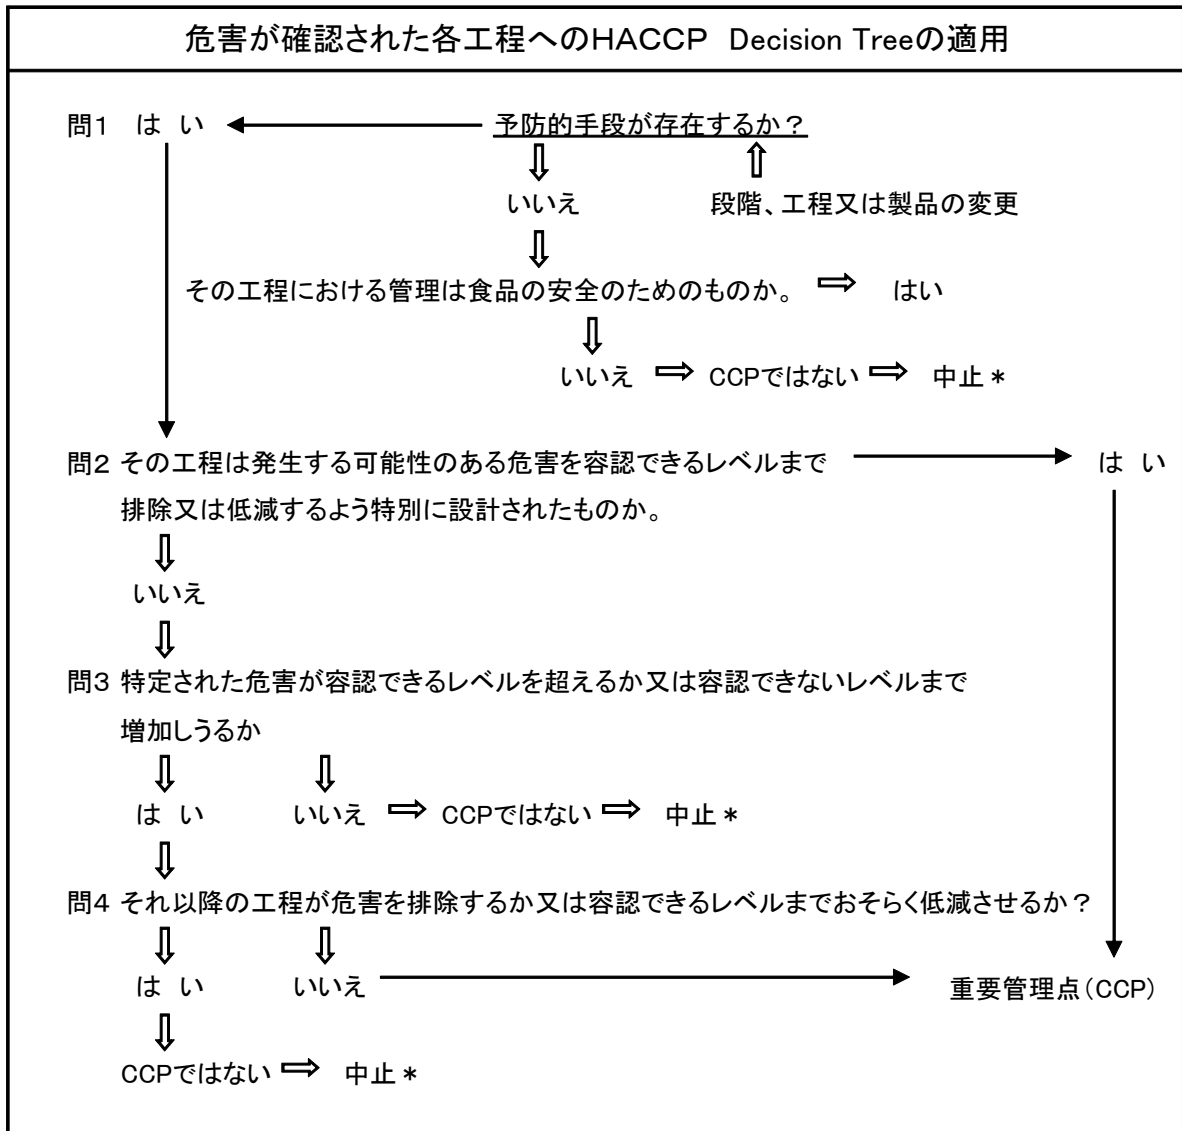 危害が確認された各工程へのHACCP Decision Treeの適用
問1 は い 予防的手段が存在するか？
いいえ 段階、工程又は製品の変更
その工程における管理は食品の安全のためのものか。 はい
いいえ CCPではない 中止＊
問2 その工程は発生する可能性のある危害を容認できるレベルまで は い
排除又は低減するよう特別に設計されたものか。
いいえ
問3 特定された危害が容認できるレベルを超えるか又は容認できないレベルまで
増加しうるか
は い いいえ CCPではない 中止＊
問4 それ以降の工程が危害を排除するか又は容認できるレベルまでおそらく低減させるか？
は い いいえ 重要管理点（CCP）
CCPではない 中止＊